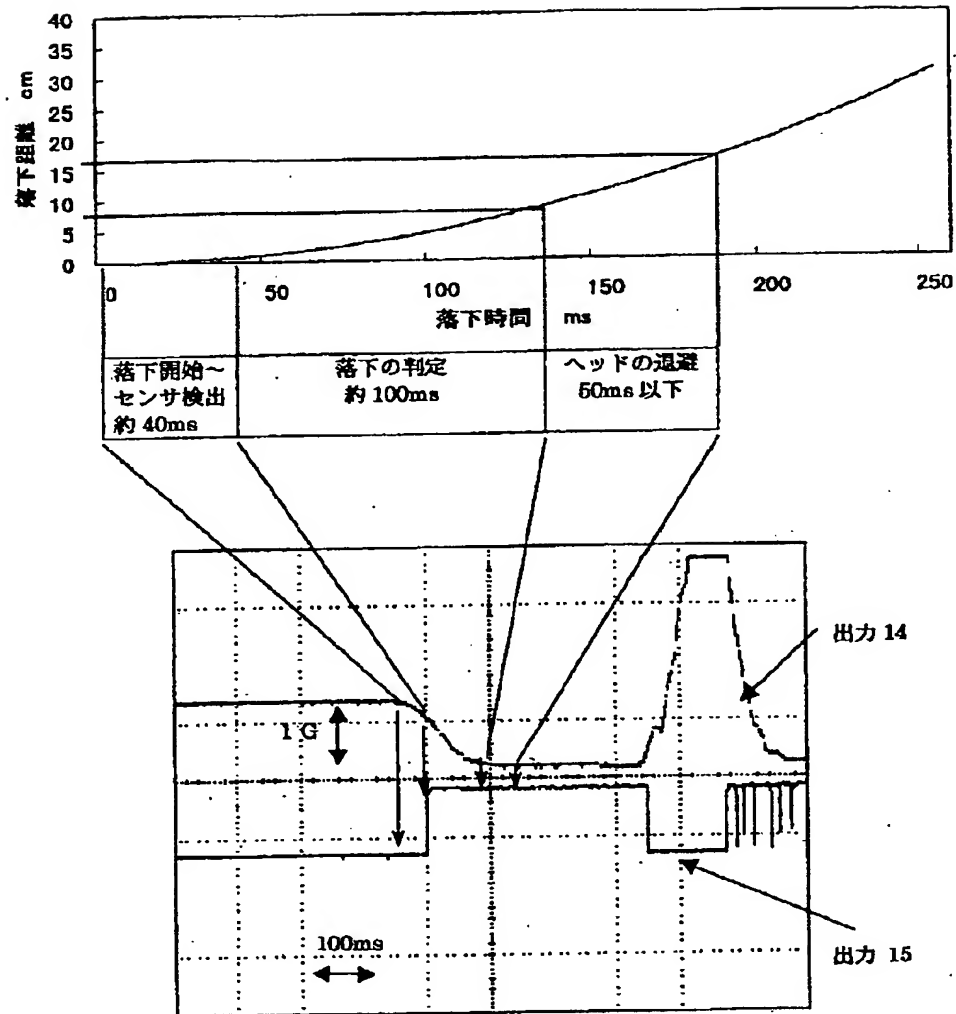 40
35
30
25
20
15
10
5
0
落下距離 cm
0 50 100 150 200 250
落下時間 ms
落下開始～
センサ検出
約 40ms
落下の判定
約 100ms
ヘッドの退避
50ms 以下
出力 14
1 G
100ms
出力 15